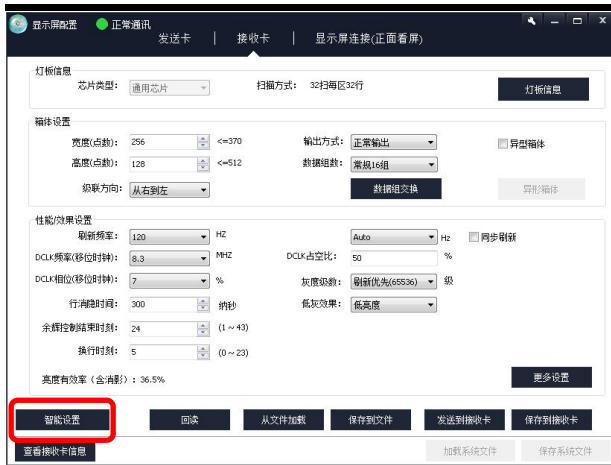 显示屏配置 正常通讯
发送卡 | 接收卡 | 显示屏连接(正面看屏)
灯板信息
芯片类型: 通用芯片 扫描方式: 32扫每区32行 灯板信息
箱体设置
宽度(点数): 256 <=370 输出方式: 正常输出 异型箱体
高度(点数): 128 <=512 数据组数: 常规16组
级联方向: 从右到左 数据组交换 异形箱体
性能/效果设置
刷新频率: 120 HZ Auto Hz 同步刷新
DCLK频率(移位时钟): 8.3 MHZ DCLK占空比: 50 %
DCLK相位(移位时钟): 7 % 灰度级数: 刷新优先(65536) 级
行消隐时间: 300 纳秒 低灰效果: 低亮度
余辉控制结束时刻: 24 (1～43)
换行时刻: 5 (0～23)
亮度有效率（含消影）: 36.5% 更多设置
智能设置 回读 从文件加载 保存到文件 发送到接收卡 保存到接收卡
查看接收卡信息 加载系统文件 保存系统文件